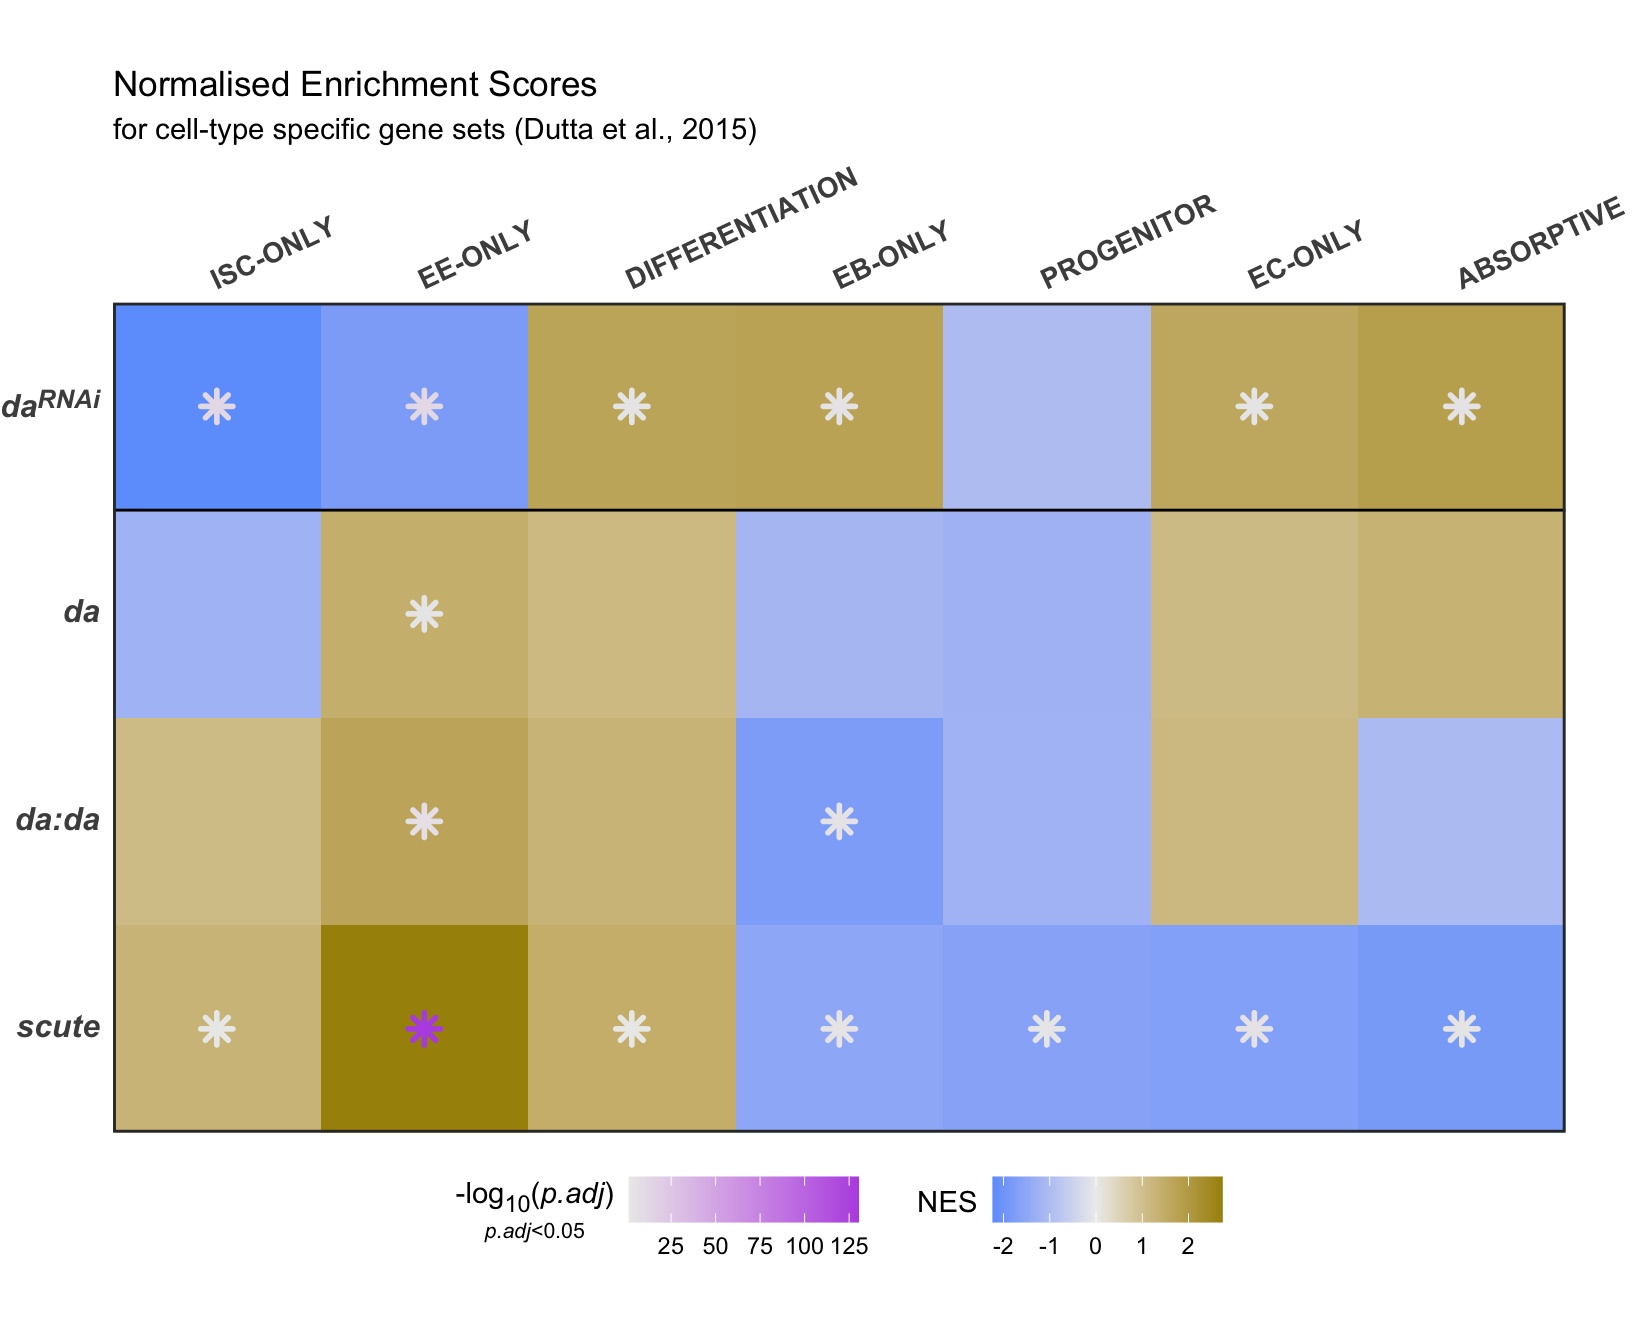 Normalised Enrichment Scores
for cell-type specific gene sets (Dutta et al., 2015)
ISC-ONLY EE-ONLY DIFFERENTIATION EB-ONLY PROGENITOR EC-ONLY ABSORPTIVE
daRNAi
da
da:da
scute
-log10(p.adj)
p.adj<0.05
25 50 75 100 125
NES
-2 -1 0 1 2